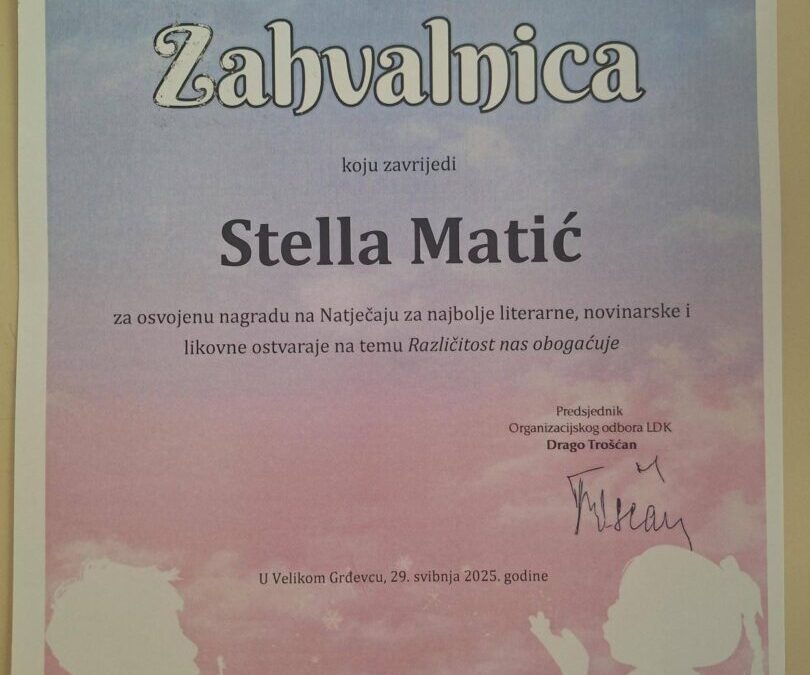 Zahvalnica
koju zavrijedi
Stella Matić
za osvojenu nagradu na Natječaju za najbolje literarne, novinarske i
likovne ostvaraje na temu Različitost nas obogaćuje
Predsjednik
Organizacijskog odbora LDK
Drago Trošćan
U Velikom Grđevcu, 29. svibnja 2025. godine